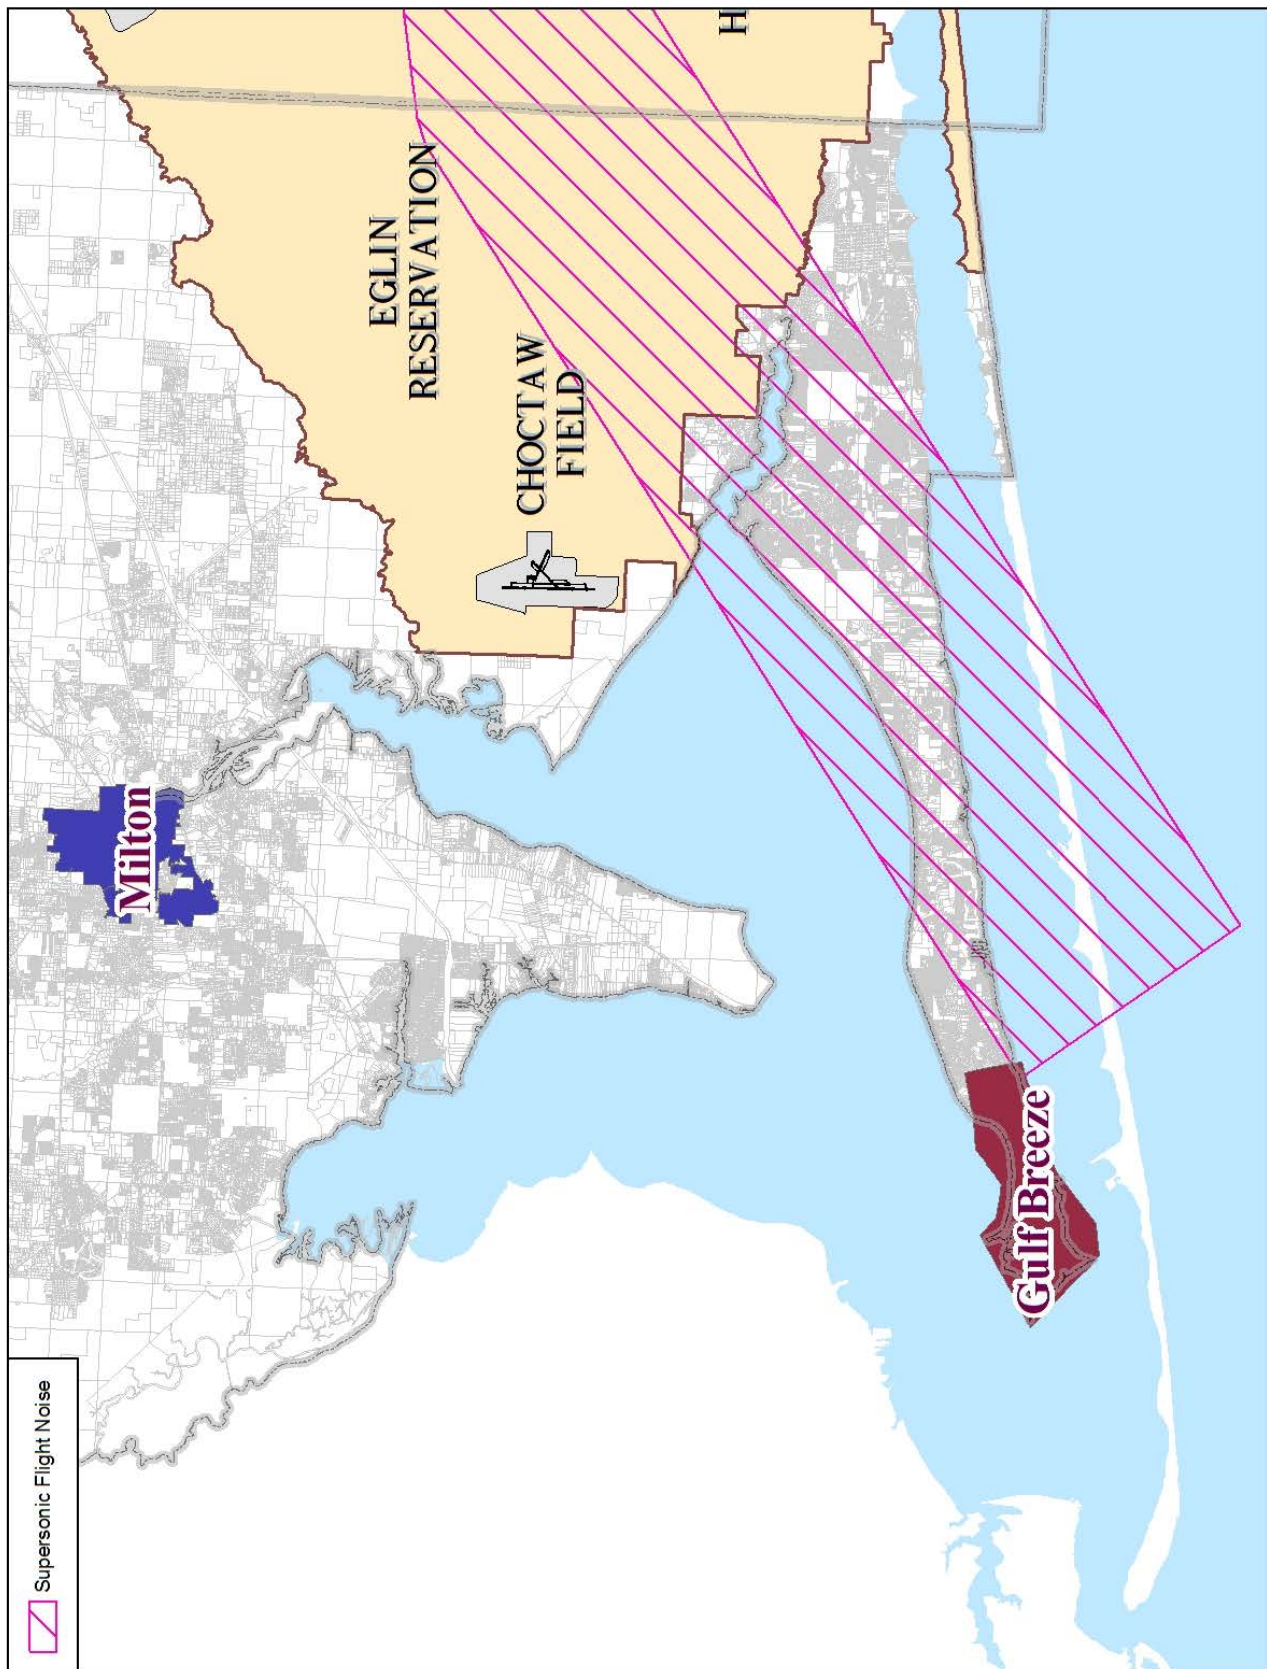 Supersonic Flight Noise
Milton
EGLIN
RESERVATION
CHOCTAW
FIELD
H
Gulf Breeze